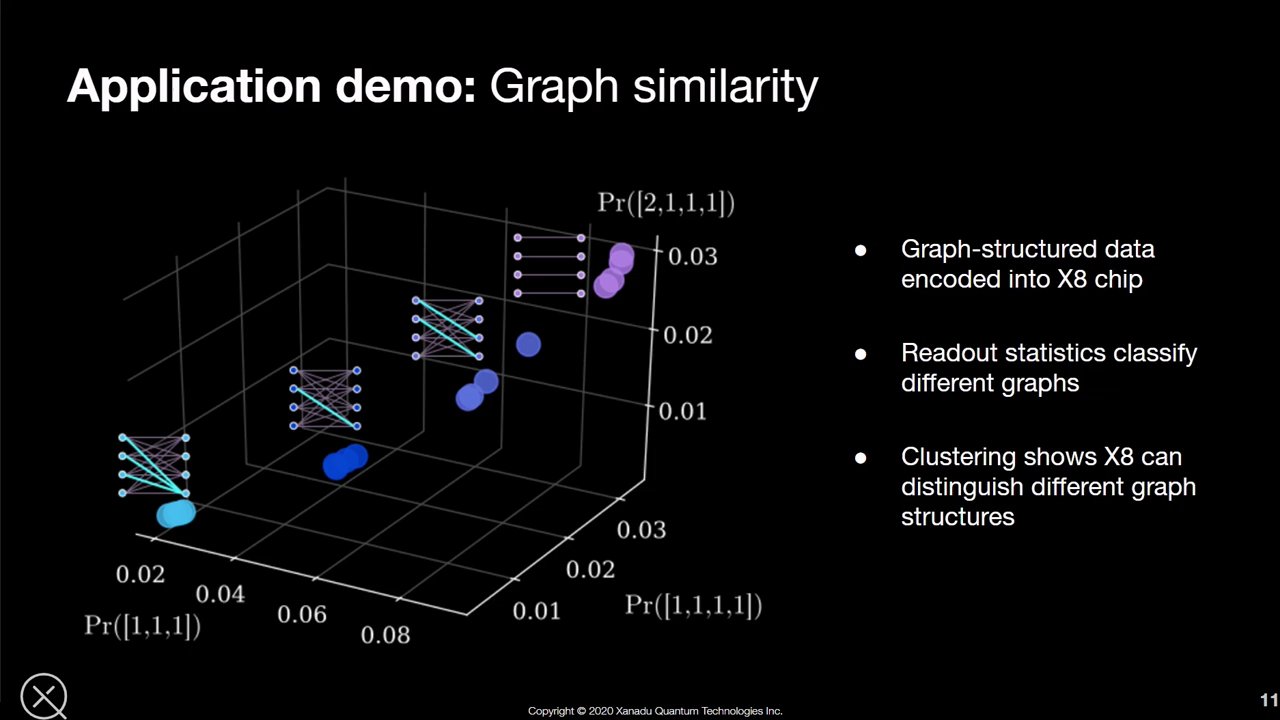 Application demo: Graph similarity
Pr([2,1,1,1])
0.03
0.02
0.01
0.03
0.02
0.01
Pr([1,1,1,1])
0.02
0.04
0.06
0.08
Pr([1,1,1])
● Graph-structured data
encoded into X8 chip
● Readout statistics classify
different graphs
● Clustering shows X8 can
distinguish different graph
structures
Copyright © 2020 Xanadu Quantum Technologies Inc.
11